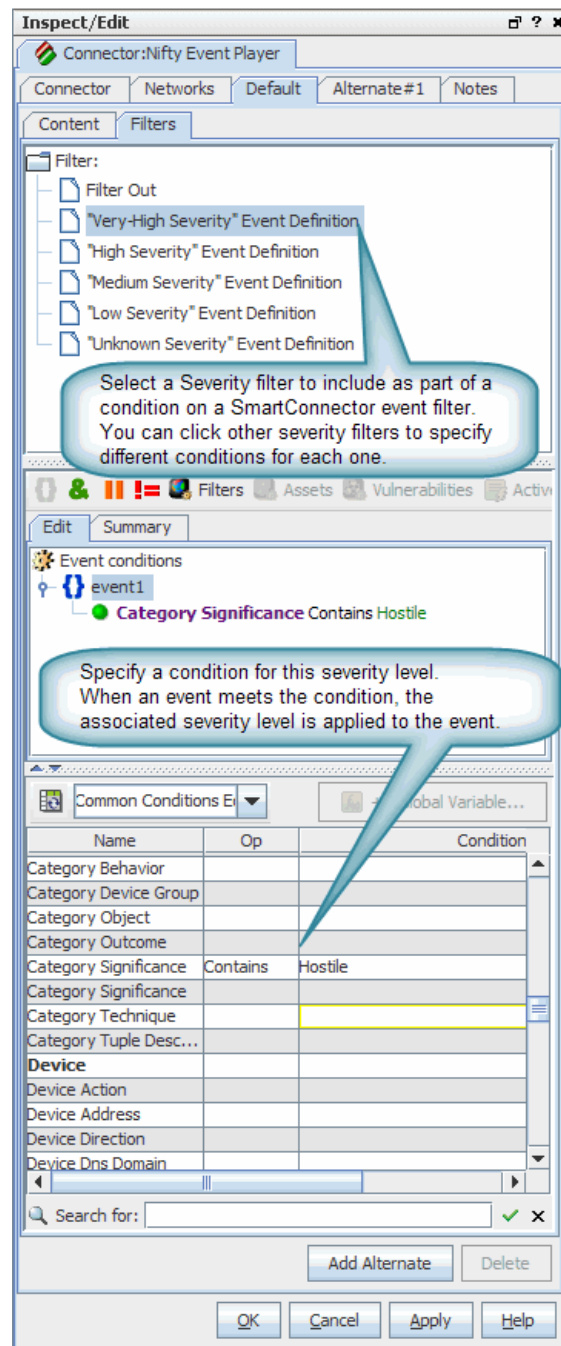 Inspect/Edit
Connector:Nifty Event Player
Connector Networks Default Alternate#1 Notes
Content Filters
Filter:
Filter Out
"Very-High Severity" Event Definition
"High Severity" Event Definition
"Medium Severity" Event Definition
"Low Severity" Event Definition
"Unknown Severity" Event Definition
Select a Severity filter to include as part of a
condition on a SmartConnector event filter.
You can click other severity filters to specify
different conditions for each one.
{} & || != Filters Assets Vulnerabilities Active
Edit Summary
Event conditions
{} event1
Category Significance Contains Hostile
Specify a condition for this severity level.
When an event meets the condition, the
associated severity level is applied to the event.
Common Conditions E Global Variable...
Name Op Condition
Category Behavior
Category Device Group
Category Object
Category Outcome
Category Significance Contains Hostile
Category Significance
Category Technique
Category Tuple Desc...
Device
Device Action
Device Address
Device Direction
Device Dns Domain
Search for:
Add Alternate Delete
OK Cancel Apply Help